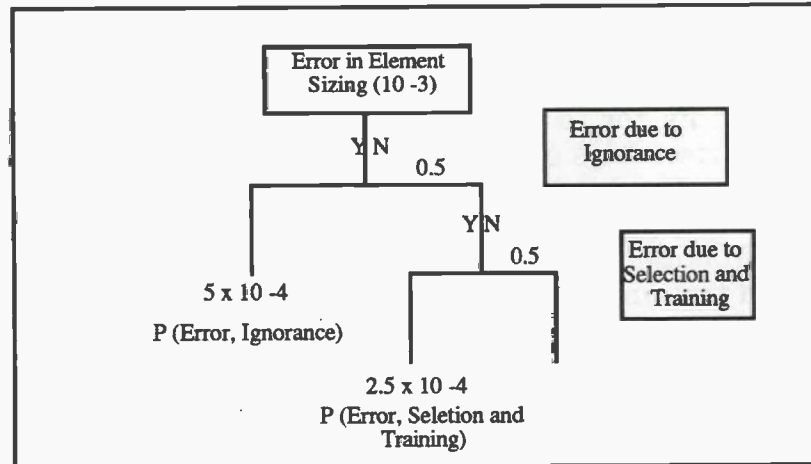 Error in Element
Sizing (10 -3)
Error due to
Ignorance
Y N
0.5
Y N
0.5
Error due to
Selection and
Training
5 x 10 -4
P (Error, Ignorance)
2.5 x 10 -4
P (Error, Seletion and
Training)